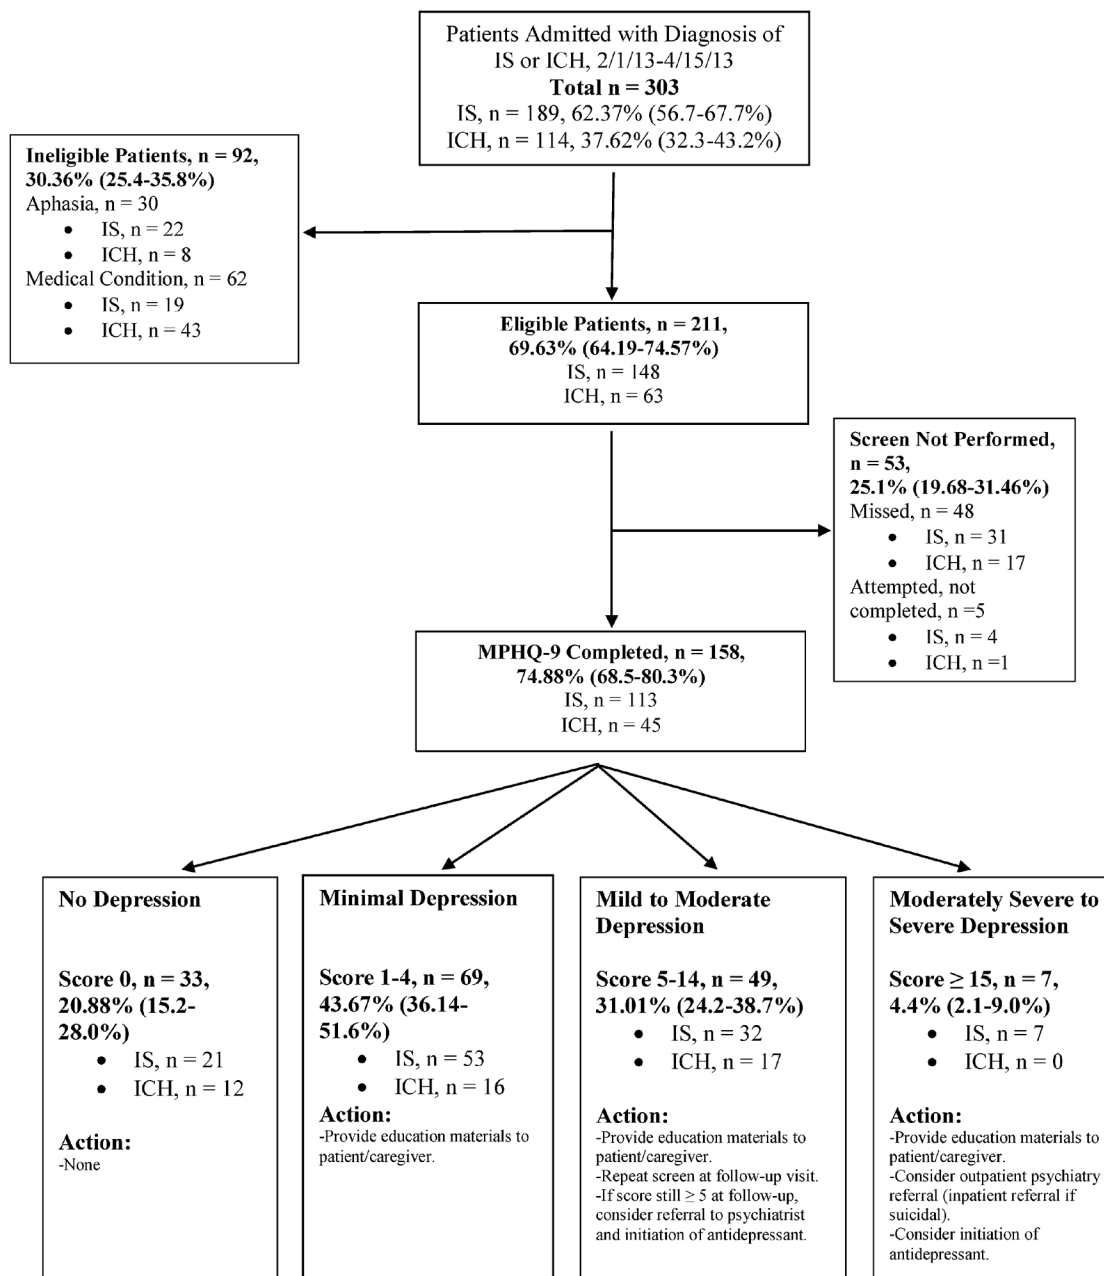 Patients Admitted with Diagnosis of
IS or ICH, 2/1/13-4/15/13
Total n = 303
IS, n = 189, 62.37% (56.7-67.7%)
ICH, n = 114, 37.62% (32.3-43.2%)
Ineligible Patients, n = 92,
30.36% (25.4-35.8%)
Aphasia, n = 30
• IS, n = 22
• ICH, n = 8
Medical Condition, n = 62
• IS, n = 19
• ICH, n = 43
Eligible Patients, n = 211,
69.63% (64.19-74.57%)
IS, n = 148
ICH, n = 63
Screen Not Performed,
n = 53,
25.1% (19.68-31.46%)
Missed, n = 48
• IS, n = 31
• ICH, n = 17
Attempted, not
completed, n =5
• IS, n = 4
• ICH, n =1
MPHQ-9 Completed, n = 158,
74.88% (68.5-80.3%)
IS, n = 113
ICH, n = 45
No Depression
Score 0, n = 33,
20.88% (15.2-
28.0%)
• IS, n = 21
• ICH, n = 12
Action:
-None
Minimal Depression
Score 1-4, n = 69,
43.67% (36.14-
51.6%)
• IS, n = 53
• ICH, n = 16
Action:
-Provide education materials to
patient/caregiver.
Mild to Moderate
Depression
Score 5-14, n = 49,
31.01% (24.2-38.7%)
• IS, n = 32
• ICH, n = 17
Action:
-Provide education materials to
patient/caregiver.
-Repeat screen at follow-up visit.
-If score still ≥ 5 at follow-up,
consider referral to psychiatrist
and initiation of antidepressant.
Moderately Severe to
Severe Depression
Score ≥ 15, n = 7,
4.4% (2.1-9.0%)
• IS, n = 7
• ICH, n = 0
Action:
-Provide education materials to
patient/caregiver.
-Consider outpatient psychiatry
referral (inpatient referral if
suicidal).
-Consider initiation of
antidepressant.